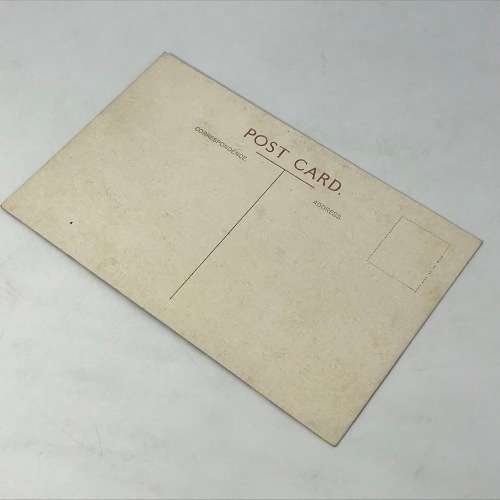 POST CARD.
CORRESPONDENCE.
ADDRESS.